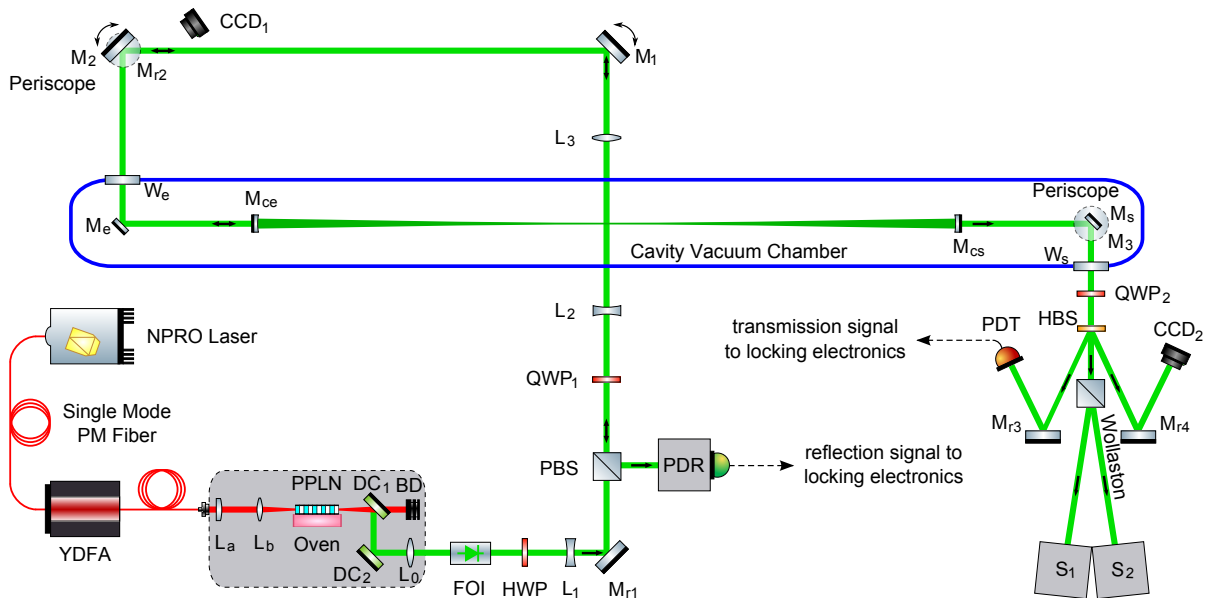 CCD1
M2
Mr2
Periscope
M1
L3
We
Mce
Me
Periscope
Ms
M3
Mcs
Cavity Vacuum Chamber
Ws
L2
QWP2
NPRO Laser
transmission signal
to locking electronics
PDT
HBS
CCD2
QWP1
Single Mode
PM Fiber
Mr3
Mr4
Wollaston
PBS
PDR
reflection signal to
locking electronics
PPLN
DC1
BD
YDFA
La
Lb
Oven
DC2
L0
FOI
HWP
L1
Mr1
S1
S2